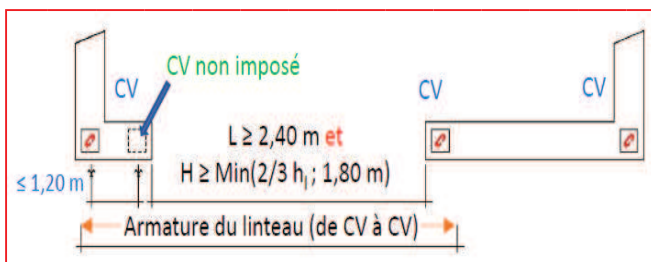 CV
CV non imposé
CV
CV
L ≥ 2,40 m et
H ≥ Min(2/3 hl ; 1,80 m)
≤ 1,20 m
Armature du linteau (de CV à CV)